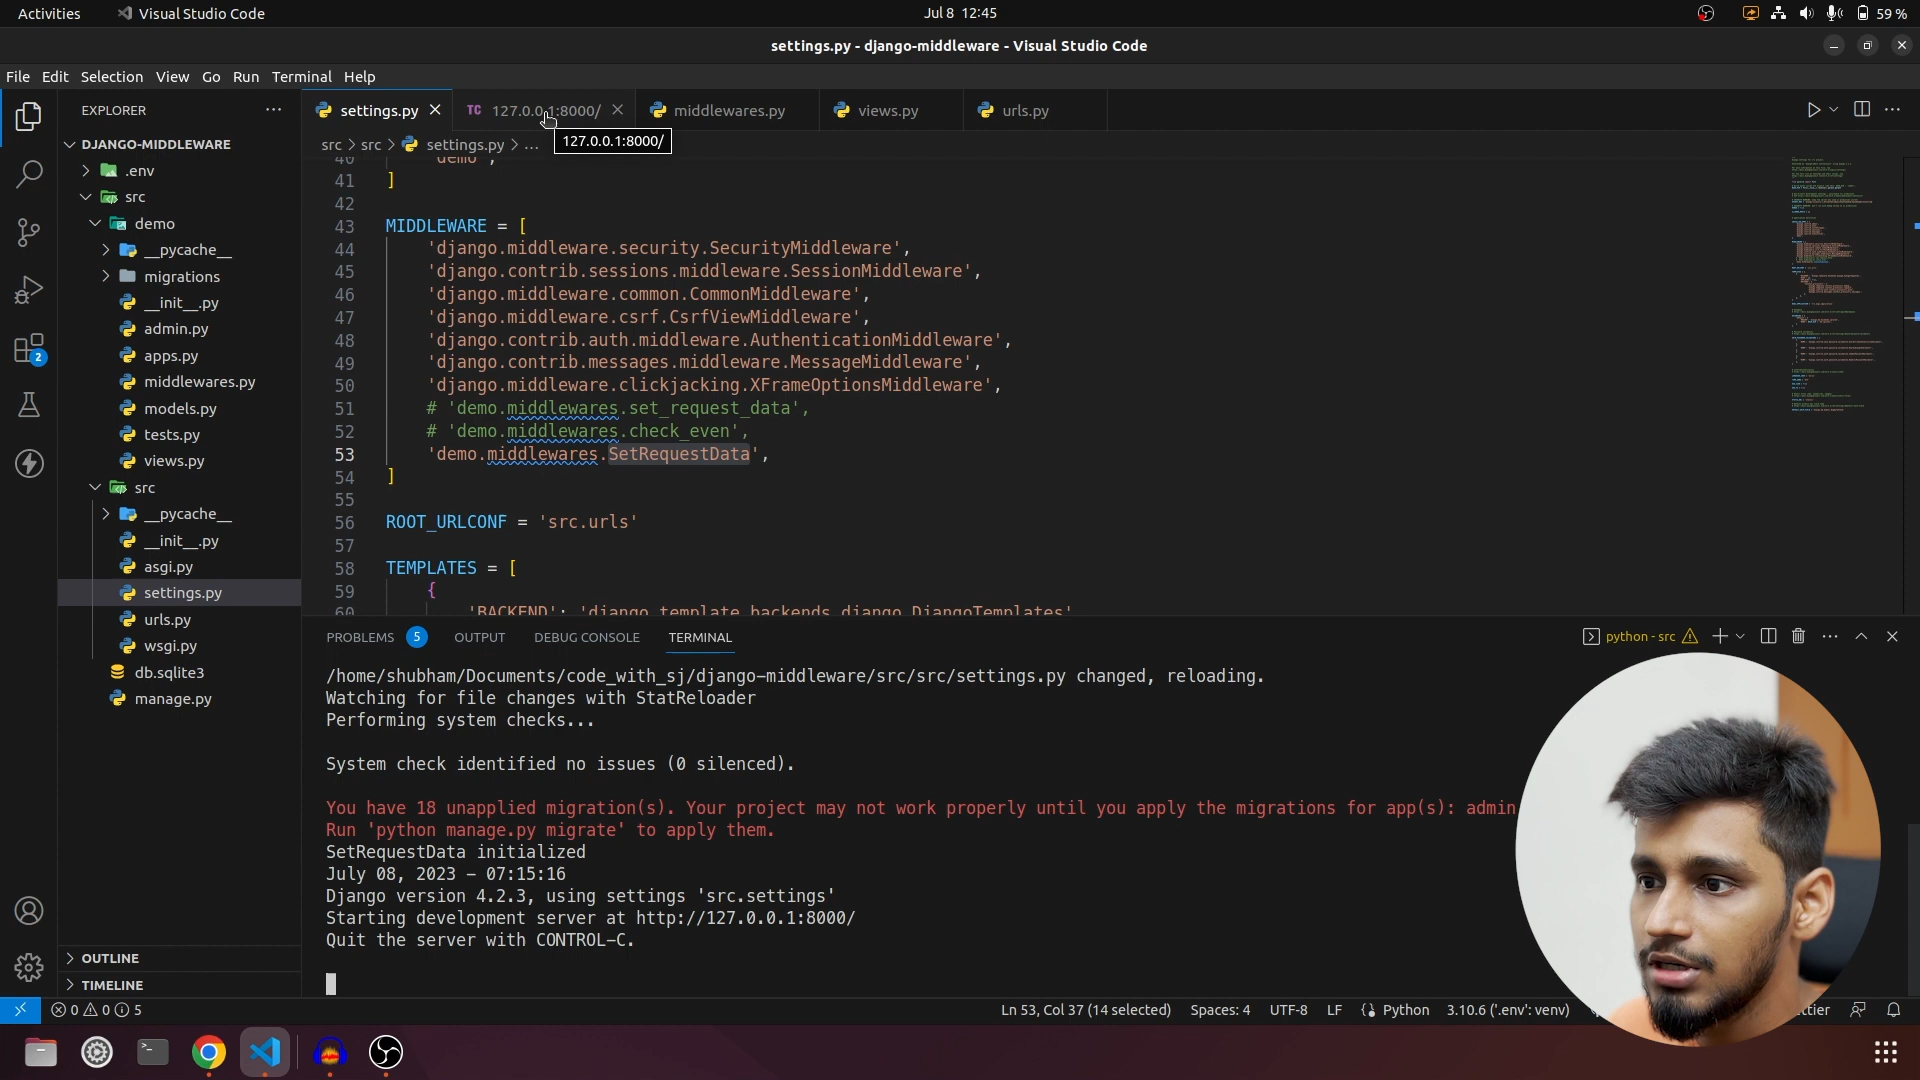 Activities
Visual Studio Code
Jul 8 12:45
59 %
settings.py - django-middleware - Visual Studio Code
File Edit Selection View Go Run Terminal Help
EXPLORER
settings.py
TC 127.0.0.1:8000/
middlewares.py
views.py
urls.py
127.0.0.1:8000/
src > src > settings.py > ...
DJANGO-MIDDLEWARE
.env
src
demo
__pycache__
migrations
__init__.py
admin.py
apps.py
middlewares.py
models.py
tests.py
views.py
src
__pycache__
__init__.py
asgi.py
settings.py
urls.py
wsgi.py
db.sqlite3
manage.py
OUTLINE
TIMELINE
2
40 'demo',
41 ]
42
43 MIDDLEWARE = [
44 'django.middleware.security.SecurityMiddleware',
45 'django.contrib.sessions.middleware.SessionMiddleware',
46 'django.middleware.common.CommonMiddleware',
47 'django.middleware.csrf.CsrfViewMiddleware',
48 'django.contrib.auth.middleware.AuthenticationMiddleware',
49 'django.contrib.messages.middleware.MessageMiddleware',
50 'django.middleware.clickjacking.XFrameOptionsMiddleware',
51 # 'demo.middlewares.set_request_data',
52 # 'demo.middlewares.check_even',
53 'demo.middlewares.SetRequestData',
54 ]
55
56 ROOT_URLCONF = 'src.urls'
57
58 TEMPLATES = [
59 {
60 'BACKEND': 'django.template.backends.django.DjangoTemplates'
PROBLEMS 5 OUTPUT DEBUG CONSOLE TERMINAL
python - src
/home/shubham/Documents/code_with_sj/django-middleware/src/src/settings.py changed, reloading.
Watching for file changes with StatReloader
Performing system checks...
System check identified no issues (0 silenced).
You have 18 unapplied migration(s). Your project may not work properly until you apply the migrations for app(s): admin
Run 'python manage.py migrate' to apply them.
SetRequestData initialized
July 08, 2023 - 07:15:16
Django version 4.2.3, using settings 'src.settings'
Starting development server at http://127.0.0.1:8000/
Quit the server with CONTROL-C.
0 0 5
Ln 53, Col 37 (14 selected) Spaces: 4 UTF-8 LF Python 3.10.6 ('.env': venv)